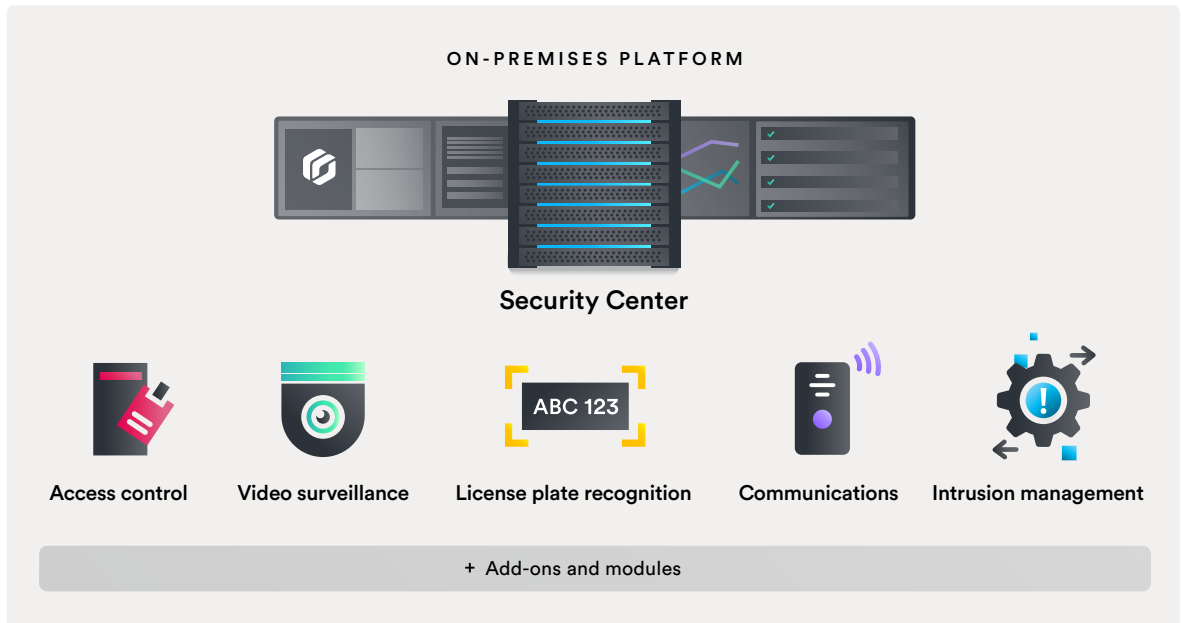 ON-PREMISES PLATFORM
Security Center
ABC 123
Access control
Video surveillance
License plate recognition
Communications
Intrusion management
+ Add-ons and modules